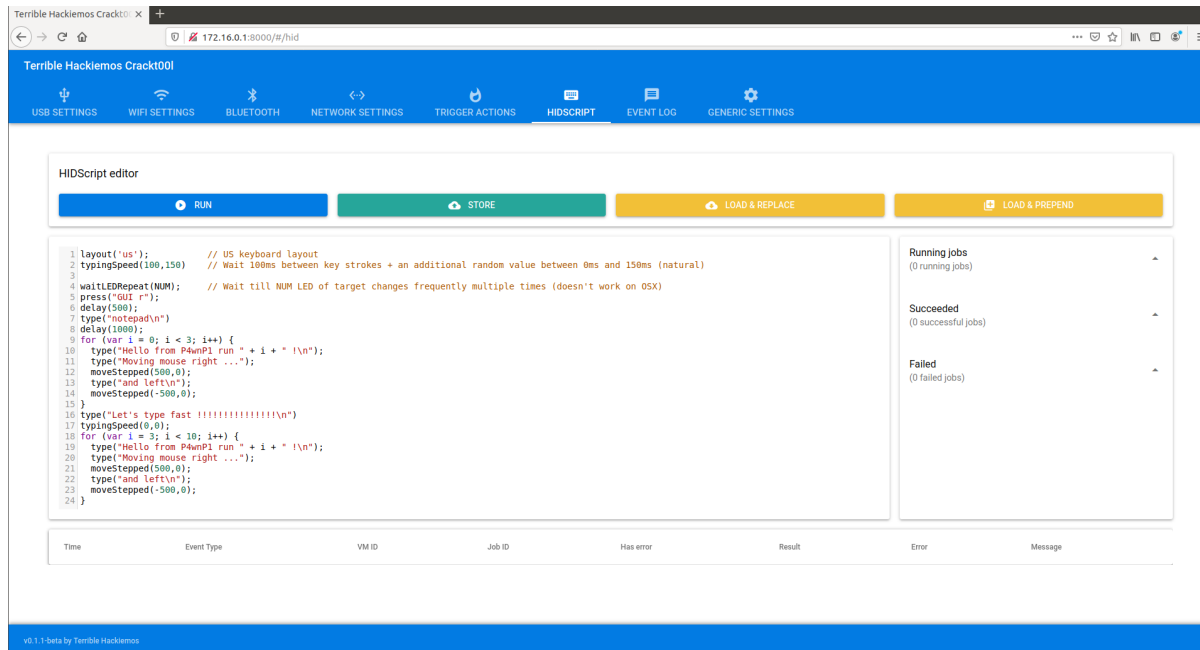 Terrible Hackiemos Crackt0
172.16.0.1:8000/#/hid
Terrible Hackiemos Crackt00l
USB SETTINGS WIFI SETTINGS BLUETOOTH NETWORK SETTINGS TRIGGER ACTIONS HIDSCRIPT EVENT LOG GENERIC SETTINGS
HIDScript editor
RUN STORE LOAD & REPLACE LOAD & PREPEND
1 layout('us'); // US keyboard layout
2 typingSpeed(100,150) // Wait 100ms between key strokes + an additional random value between 0ms and 150ms (natural)
3
4 waitLEDRepeat(NUM); // Wait till NUM LED of target changes frequently multiple times (doesn't work on OSX)
5 press("GUI r");
6 delay(500);
7 type("notepad\n")
8 delay(1000);
9 for (var i = 0; i < 3; i++) {
10 type("Hello from P4wnP1 run " + i + " !\n");
11 type("Moving mouse right ...");
12 moveStepped(500,0);
13 type("and left\n");
14 moveStepped(-500,0);
15 }
16 type("Let's type fast !!!!!!!!!!!!!!!\n")
17 typingSpeed(0,0);
18 for (var i = 3; i < 10; i++) {
19 type("Hello from P4wnP1 run " + i + " !\n");
20 type("Moving mouse right ...");
21 moveStepped(500,0);
22 type("and left\n");
23 moveStepped(-500,0);
24 }
Running jobs
(0 running jobs)
Succeeded
(0 successful jobs)
Failed
(0 failed jobs)
Time Event Type VM ID Job ID Has error Result Error Message
v0.1.1-beta by Terrible Hackiemos